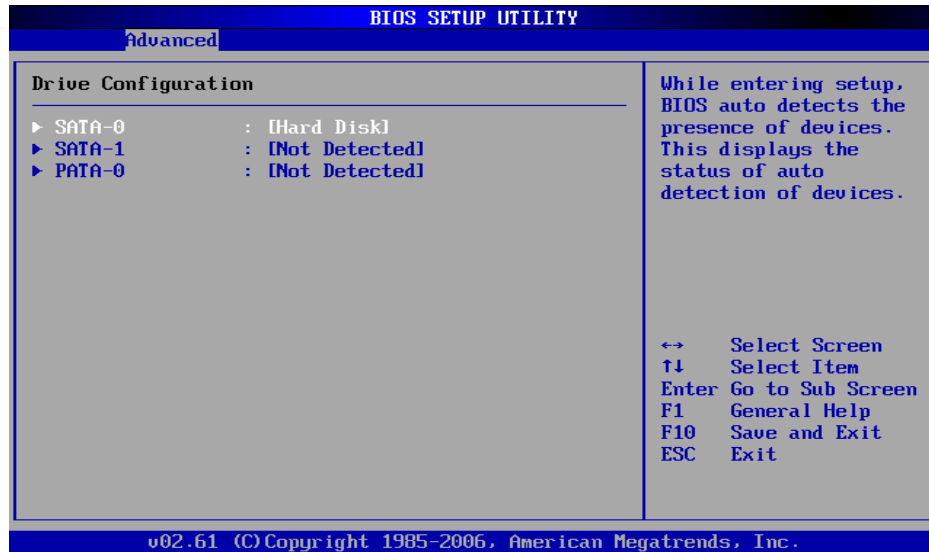 BIOS SETUP UTILITY
Advanced
Drive Configuration
► SATA-0 : [Hard Disk]
► SATA-1 : [Not Detected]
► PATA-0 : [Not Detected]
While entering setup,
BIOS auto detects the
presence of devices.
This displays the
status of auto
detection of devices.
↔ Select Screen
↑↓ Select Item
Enter Go to Sub Screen
F1 General Help
F10 Save and Exit
ESC Exit
v02.61 (C)Copyright 1985-2006, American Megatrends, Inc.